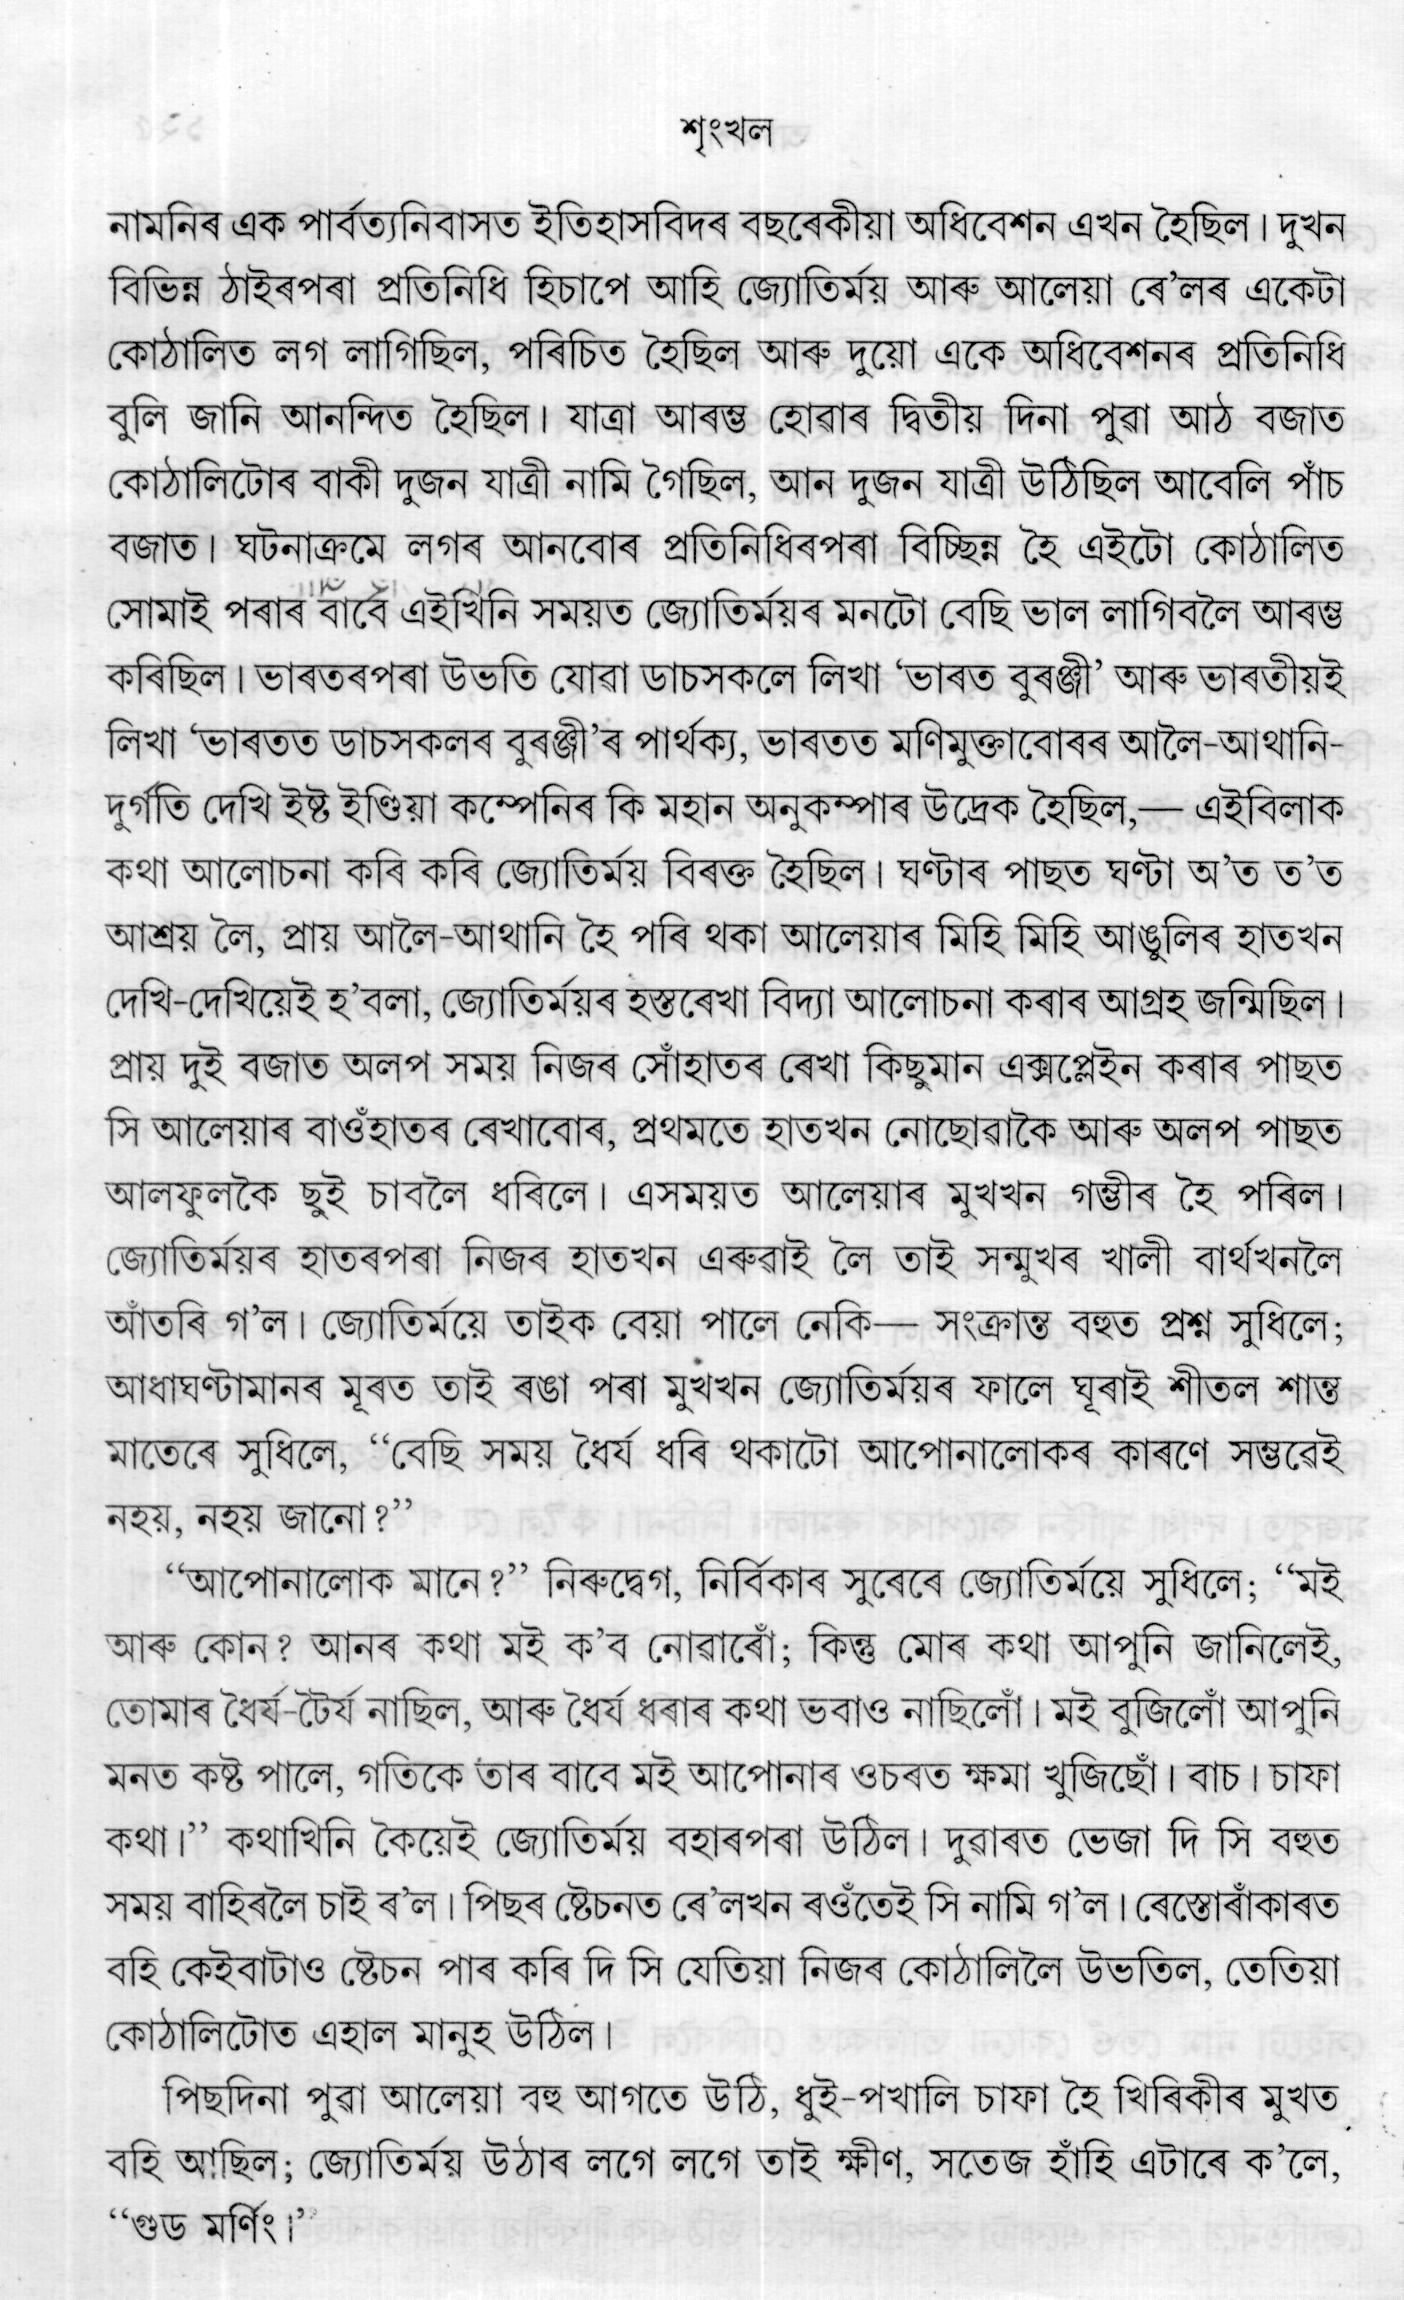 শৃংখল
নামনিৰ এক পাৰ্বত্যনিবাসত ইতিহাসবিদৰ বছৰেকীয়া অধিবেশন এখন হৈছিল। দুখন
বিভিন্ন ঠাইৰপৰা প্ৰতিনিধি হিচাপে আহি জ্যোতিৰ্ময় আৰু আলেয়া ৰে’লৰ একেটা
কোঠালিত লগ লাগিছিল, পৰিচিত হৈছিল আৰু দুয়ো একে অধিবেশনৰ প্ৰতিনিধি
বুলি জানি আনন্দিত হৈছিল। যাত্ৰা আৰম্ভ হোৱাৰ দ্বিতীয় দিনা পুৱা আঠ বজাত
কোঠালিটোৰ বাকী দুজন যাত্ৰী নামি গৈছিল, আন দুজন যাত্ৰী উঠিছিল আবেলি পাঁচ
বজাত। ঘটনাক্ৰমে লগৰ আনবোৰ প্ৰতিনিধিৰপৰা বিচ্ছিন্ন হৈ এইটো কোঠালিত
সোমাই পৰাৰ বাবে এইখিনি সময়ত জ্যোতিৰ্ময়ৰ মনটো বেছি ভাল লাগিবলৈ আৰম্ভ
কৰিছিল। ভাৰতৰপৰা উভতি যোৱা ডাচসকলে লিখা ‘ভাৰত বুৰঞ্জী’ আৰু ভাৰতীয়ই
লিখা ‘ভাৰতত ডাচসকলৰ বুৰঞ্জী’ৰ পাৰ্থক্য, ভাৰতত মণিমুক্তাবোৰৰ আলৈ-আথানি-
দুৰ্গতি দেখি ইষ্ট ইণ্ডিয়া কম্পেনিৰ কি মহান অনুকম্পাৰ উদ্ৰেক হৈছিল,— এইবিলাক
কথা আলোচনা কৰি কৰি জ্যোতিৰ্ময় বিৰক্ত হৈছিল। ঘণ্টাৰ পাছত ঘণ্টা অ’ত ত’ত
আশ্ৰয় লৈ, প্ৰায় আলৈ-আথানি হৈ পৰি থকা আলেয়াৰ মিহি মিহি আঙুলিৰ হাতখন
দেখি-দেখিয়েই হ’বলা, জ্যোতিৰ্ময়ৰ হস্তৰেখা বিদ্যা আলোচনা কৰাৰ আগ্ৰহ জন্মিছিল।
প্ৰায় দুই বজাত অলপ সময় নিজৰ সোঁহাতৰ ৰেখা কিছুমান এক্সপ্লেইন কৰাৰ পাছত
সি আলেয়াৰ বাওঁহাতৰ ৰেখাবোৰ, প্ৰথমতে হাতখন নোছোৱাকৈ আৰু অলপ পাছত
আলফুলকৈ ছুই চাবলৈ ধৰিলে। এসময়ত আলেয়াৰ মুখখন গম্ভীৰ হৈ পৰিল।
জ্যোতিৰ্ময়ৰ হাতৰপৰা নিজৰ হাতখন এৰুৱাই লৈ তাই সন্মুখৰ খালী বাৰ্থখনলৈ
আঁতৰি গ’ল। জ্যোতিৰ্ময়ে তাইক বেয়া পালে নেকি— সংক্ৰান্ত বহুত প্ৰশ্ন সুধিলে;
আধাঘণ্টামানৰ মূৰত তাই ৰঙা পৰা মুখখন জ্যোতিৰ্ময়ৰ ফালে ঘূৰাই শীতল শান্ত
মাতেৰে সুধিলে, “বেছি সময় ধৈৰ্য ধৰি থকাটো আপোনালোকৰ কাৰণে সম্ভৱেই
নহয়, নহয় জানো?”
“আপোনালোক মানে?” নিৰুদ্বেগ, নিৰ্বিকাৰ সুৰেৰে জ্যোতিৰ্ময়ে সুধিলে; “মই
আৰু কোন? আনৰ কথা মই ক’ব নোৱাৰোঁ; কিন্তু মোৰ কথা আপুনি জানিলেই,
তোমাৰ ধৈৰ্য-টৈৰ্য নাছিল, আৰু ধৈৰ্য ধৰাৰ কথা ভবাও নাছিলোঁ। মই বুজিলোঁ আপুনি
মনত কষ্ট পালে, গতিকে তাৰ বাবে মই আপোনাৰ ওচৰত ক্ষমা খুজিছোঁ। বাচ। চাফা
কথা।” কথাখিনি কৈয়েই জ্যোতিৰ্ময় বহাৰপৰা উঠিল। দুৱাৰত ভেজা দি সি বহুত
সময় বাহিৰলৈ চাই ৰ’ল। পিছৰ ষ্টেচনত ৰে’লখন ৰওঁতেই সি নামি গ’ল। ৰেস্তোৰাঁকাৰত
বহি কেইবাটাও ষ্টেচন পাৰ কৰি দি সি যেতিয়া নিজৰ কোঠালিলৈ উভতিল, তেতিয়া
কোঠালিটোত এহাল মানুহ উঠিল।
পিছদিনা পুৱা আলেয়া বহু আগতে উঠি, ধুই-পখালি চাফা হৈ খিৰিকীৰ মুখত
বহি আছিল; জ্যোতিৰ্ময় উঠাৰ লগে লগে তাই ক্ষীণ, সতেজ হাঁহি এটাৰে ক’লে,
“গুড মৰ্ণিং।”